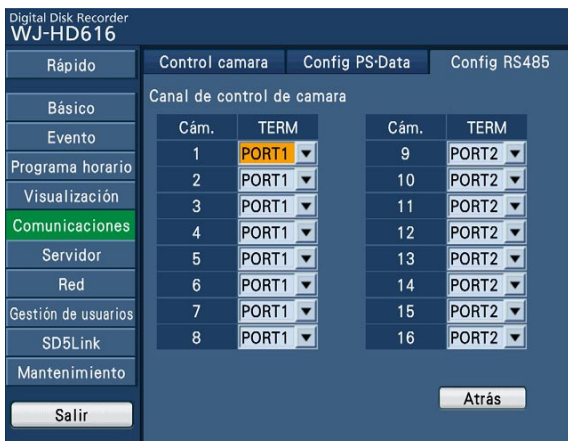 Digital Disk Recorder
WJ-HD616
Rápido
Básico
Evento
Programa horario
Visualización
Comunicaciones
Servidor
Red
Gestión de usuarios
SD5Link
Mantenimiento
Salir
Control camara Config PS·Data Config RS485
Canal de control de camara
Cám. TERM Cám. TERM
1 PORT1 9 PORT2
2 PORT1 10 PORT2
3 PORT1 11 PORT2
4 PORT1 12 PORT2
5 PORT1 13 PORT2
6 PORT1 14 PORT2
7 PORT1 15 PORT2
8 PORT1 16 PORT2
Atrás